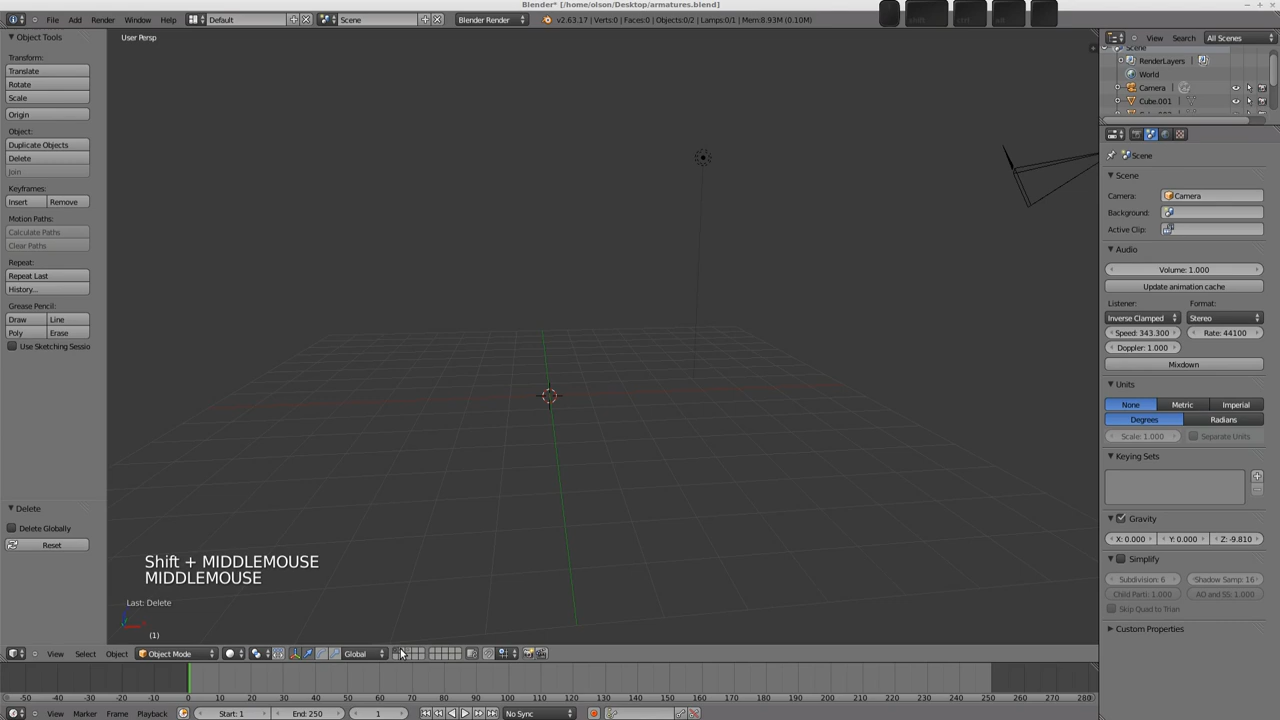 Blender* [/home/olson/Desktop/armatures.blend]
File Add Render Window Help Default Scene Blender Render v2.63.17 | Verts:0 | Faces:0 | Objects:0/2 | Lamps:0/1 | Mem:8.93M (0.10M)
View Search All Scenes
Object Tools
User Persp
Transform:
Translate
Rotate
Scale
Origin
Object:
Duplicate Objects
Delete
Join
Keyframes:
Insert Remove
Motion Paths:
Calculate Paths
Clear Paths
Repeat:
Repeat Last
History...
Grease Pencil:
Draw Line
Poly Erase
Use Sketching Sessio
Delete
Delete Globally
Reset
Shift + MIDDLEMOUSE
MIDDLEMOUSE
Last: Delete
(1)
View Select Object Object Mode Global
-50 -40 -30 -20 -10 0 10 20 30 40 50 60 70 80 90 100 110 120 130 140 150 160 170 180 190 200 210 220 230 240 250 260 270 280
View Marker Frame Playback Start: 1 End: 250 1 No Sync
Scene
RenderLayers
World
Camera
Cube.001
Scene
Scene
Camera: Camera
Background:
Active Clip:
Audio
Volume: 1.000
Update animation cache
Listener: Format:
Inverse Clamped Stereo
Speed: 343.300 Rate: 44100
Doppler: 1.000
Mixdown
Units
None Metric Imperial
Degrees Radians
Scale: 1.000 Separate Units
Keying Sets
Gravity
X: 0.000 Y: 0.000 Z: -9.810
Simplify
Subdivision: 6 Shadow Samp: 16
Child Parti: 1.000 AO and SS: 1.000
Skip Quad to Trian
Custom Properties